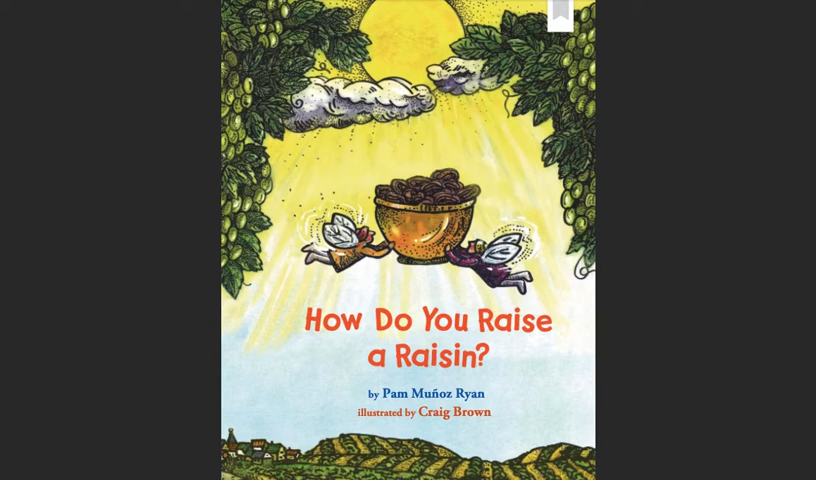 How Do You Raise
a Raisin?
by Pam Muñoz Ryan
illustrated by Craig Brown